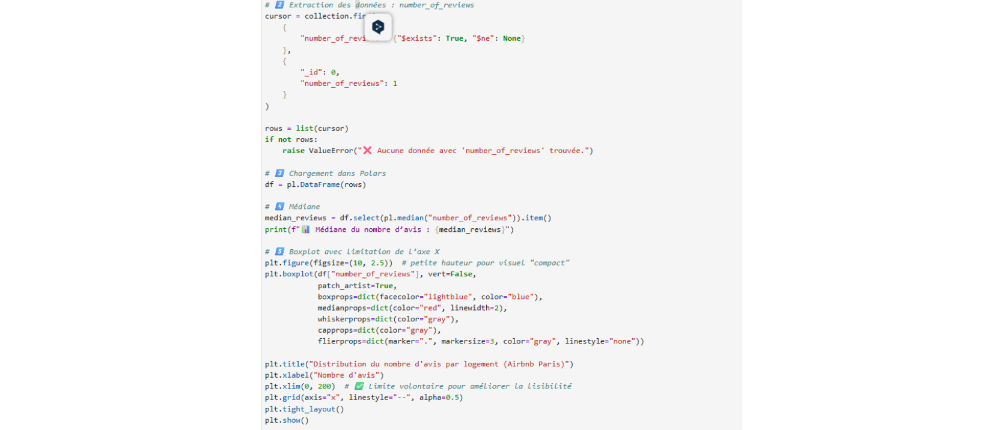 # 2 Extraction des données : number_of_reviews
cursor = collection.fin
{
"number_of_revi {"$exists": True, "$ne": None}
},
{
"_id": 0,
"number_of_reviews": 1
}
)
rows = list(cursor)
if not rows:
raise ValueError("❌ Aucune donnée avec 'number_of_reviews' trouvée.")
# 3 Chargement dans Polars
df = pl.DataFrame(rows)
# 4 Médiane
median_reviews = df.select(pl.median("number_of_reviews")).item()
print(f"📊 Médiane du nombre d’avis : {median_reviews}")
# 5 Boxplot avec limitation de l’axe X
plt.figure(figsize=(10, 2.5))  # petite hauteur pour visuel "compact"
plt.boxplot(df["number_of_reviews"], vert=False,
patch_artist=True,
boxprops=dict(facecolor="lightblue", color="blue"),
medianprops=dict(color="red", linewidth=2),
whiskerprops=dict(color="gray"),
capprops=dict(color="gray"),
flierprops=dict(marker=".", markersize=3, color="gray", linestyle="none"))
plt.title("Distribution du nombre d'avis par logement (Airbnb Paris)")
plt.xlabel("Nombre d'avis")
plt.xlim(0, 200)  # ✅ Limite volontaire pour améliorer la lisibilité
plt.grid(axis="x", linestyle="--", alpha=0.5)
plt.tight_layout()
plt.show()